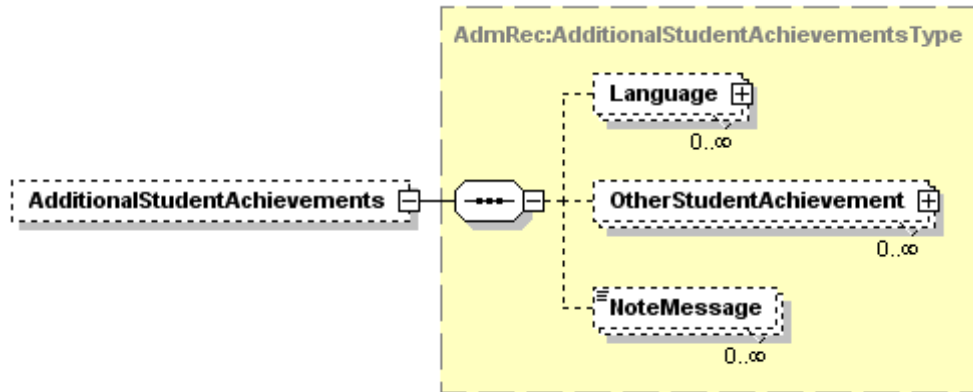 AdmRec:AdditionalStudentAchievementsType
Language
0..∞
AdditionalStudentAchievements
OtherStudentAchievement
0..∞
NoteMessage
0..∞